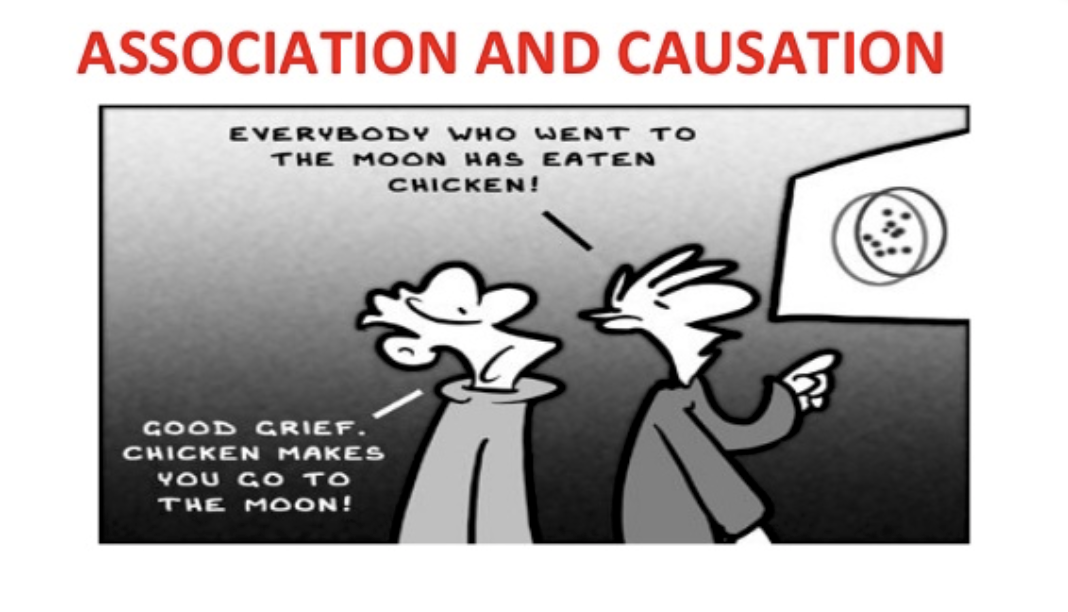 ASSOCIATION AND CAUSATION
EVERYBODY WHO WENT TO
THE MOON HAS EATEN
CHICKEN!
GOOD GRIEF.
CHICKEN MAKES
YOU GO TO
THE MOON!